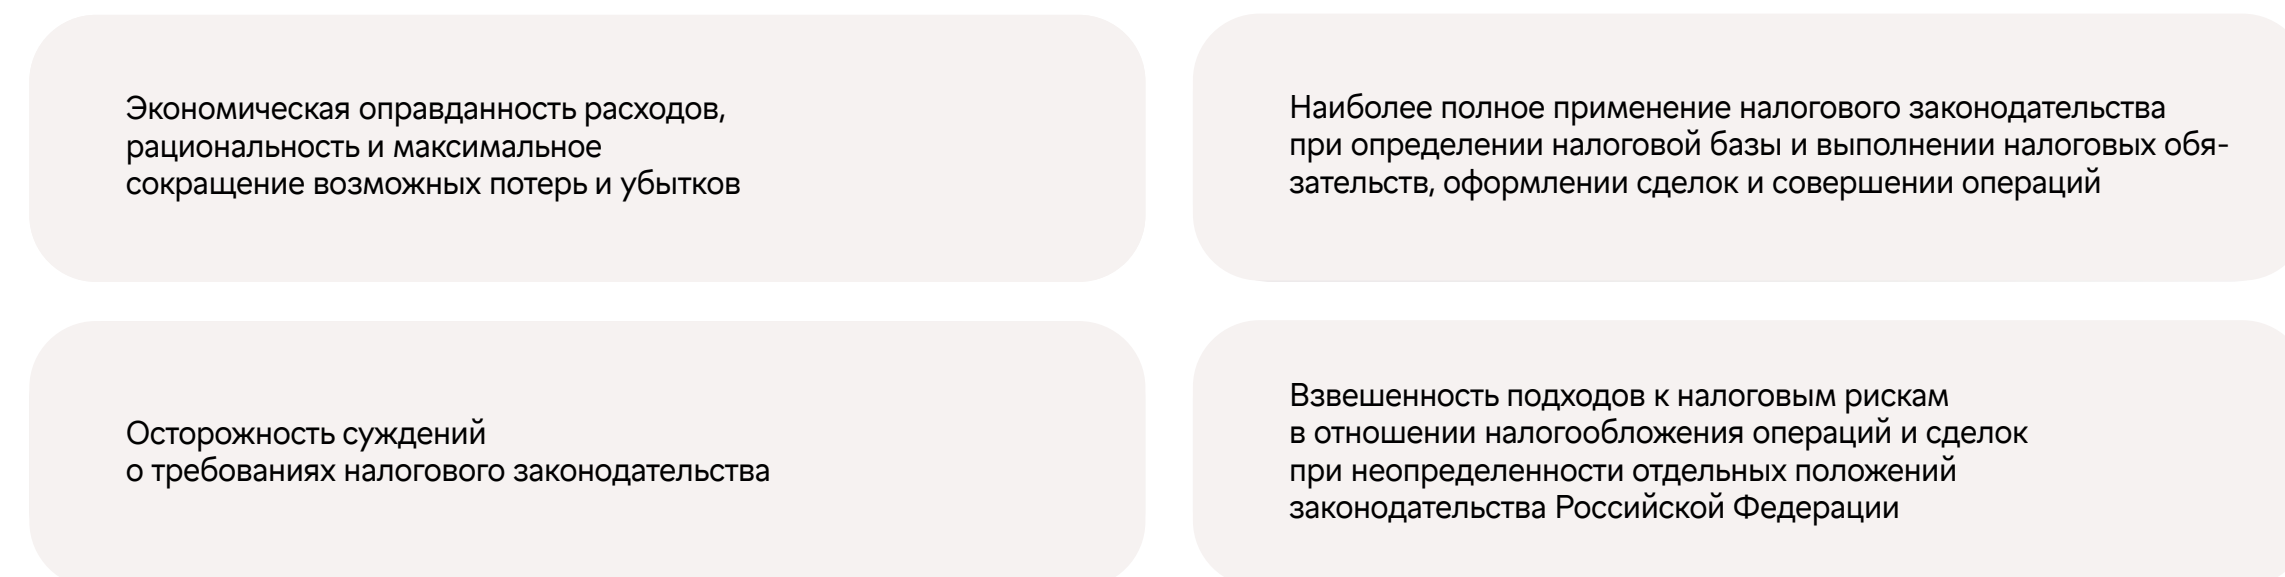 Экономическая оправданность расходов,
рациональность и максимальное
сокращение возможных потерь и убытков
Наиболее полное применение налогового законодательства
при определении налоговой базы и выполнении налоговых обя-
зательств, оформлении сделок и совершении операций
Осторожность суждений
о требованиях налогового законодательства
Взвешенность подходов к налоговым рискам
в отношении налогообложения операций и сделок
при неопределенности отдельных положений
законодательства Российской Федерации